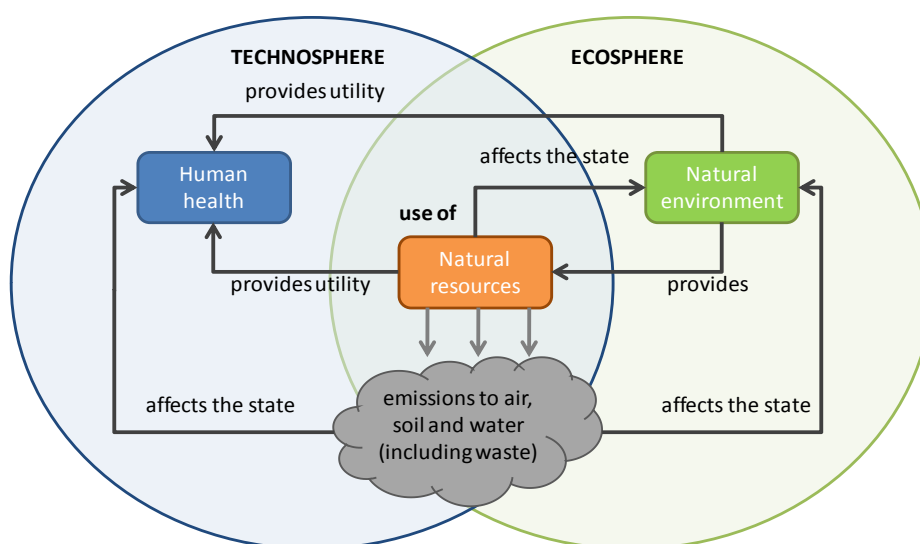 TECHNOSPHERE
ECOSPHERE
provides utility
affects the state
Human
health
Natural
environment
use of
Natural
resources
provides utility
provides
affects the state
emissions to air,
soil and water
(including waste)
affects the state